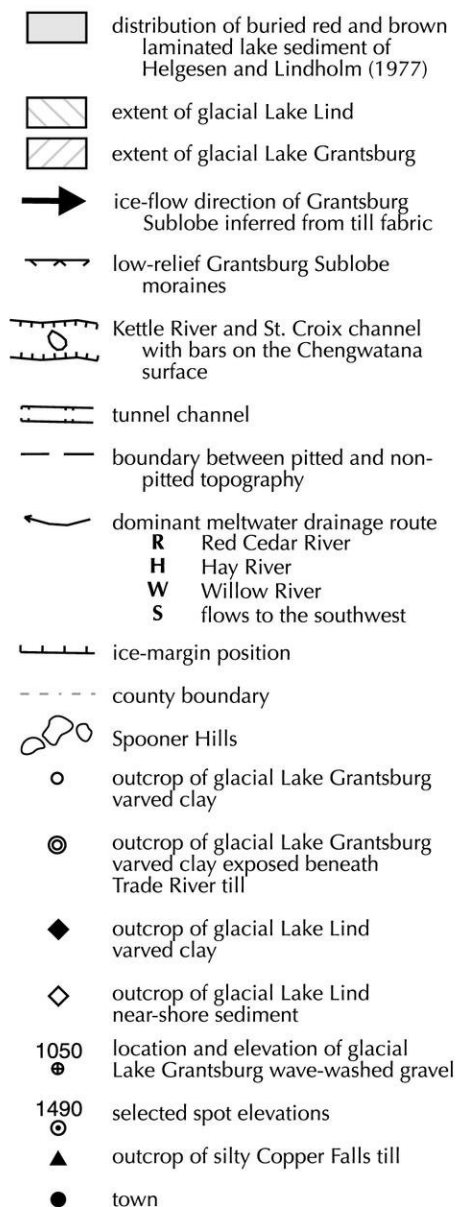 distribution of buried red and brown
laminated lake sediment of
Helgesen and Lindholm (1977)
extent of glacial Lake Lind
extent of glacial Lake Grantsburg
ice-flow direction of Grantsburg
Sublobe inferred from till fabric
low-relief Grantsburg Sublobe
moraines
Kettle River and St. Croix channel
with bars on the Chengwatana
surface
tunnel channel
boundary between pitted and non-
pitted topography
dominant meltwater drainage route
R Red Cedar River
H Hay River
W Willow River
S flows to the southwest
ice-margin position
county boundary
Spooner Hills
outcrop of glacial Lake Grantsburg
varved clay
outcrop of glacial Lake Grantsburg
varved clay exposed beneath
Trade River till
outcrop of glacial Lake Lind
varved clay
outcrop of glacial Lake Lind
near-shore sediment
1050 location and elevation of glacial
Lake Grantsburg wave-washed gravel
1490 selected spot elevations
outcrop of silty Copper Falls till
town